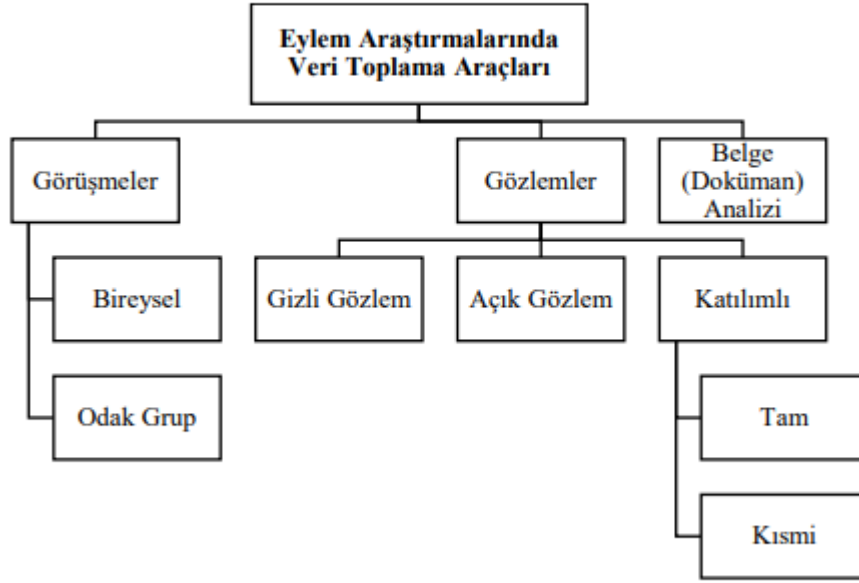 Eylem Araştırmalarında
Veri Toplama Araçları
Görüşmeler
Gözlemler
Belge
(Doküman)
Analizi
Bireysel
Gizli Gözlem
Açık Gözlem
Katılımlı
Odak Grup
Tam
Kısmi